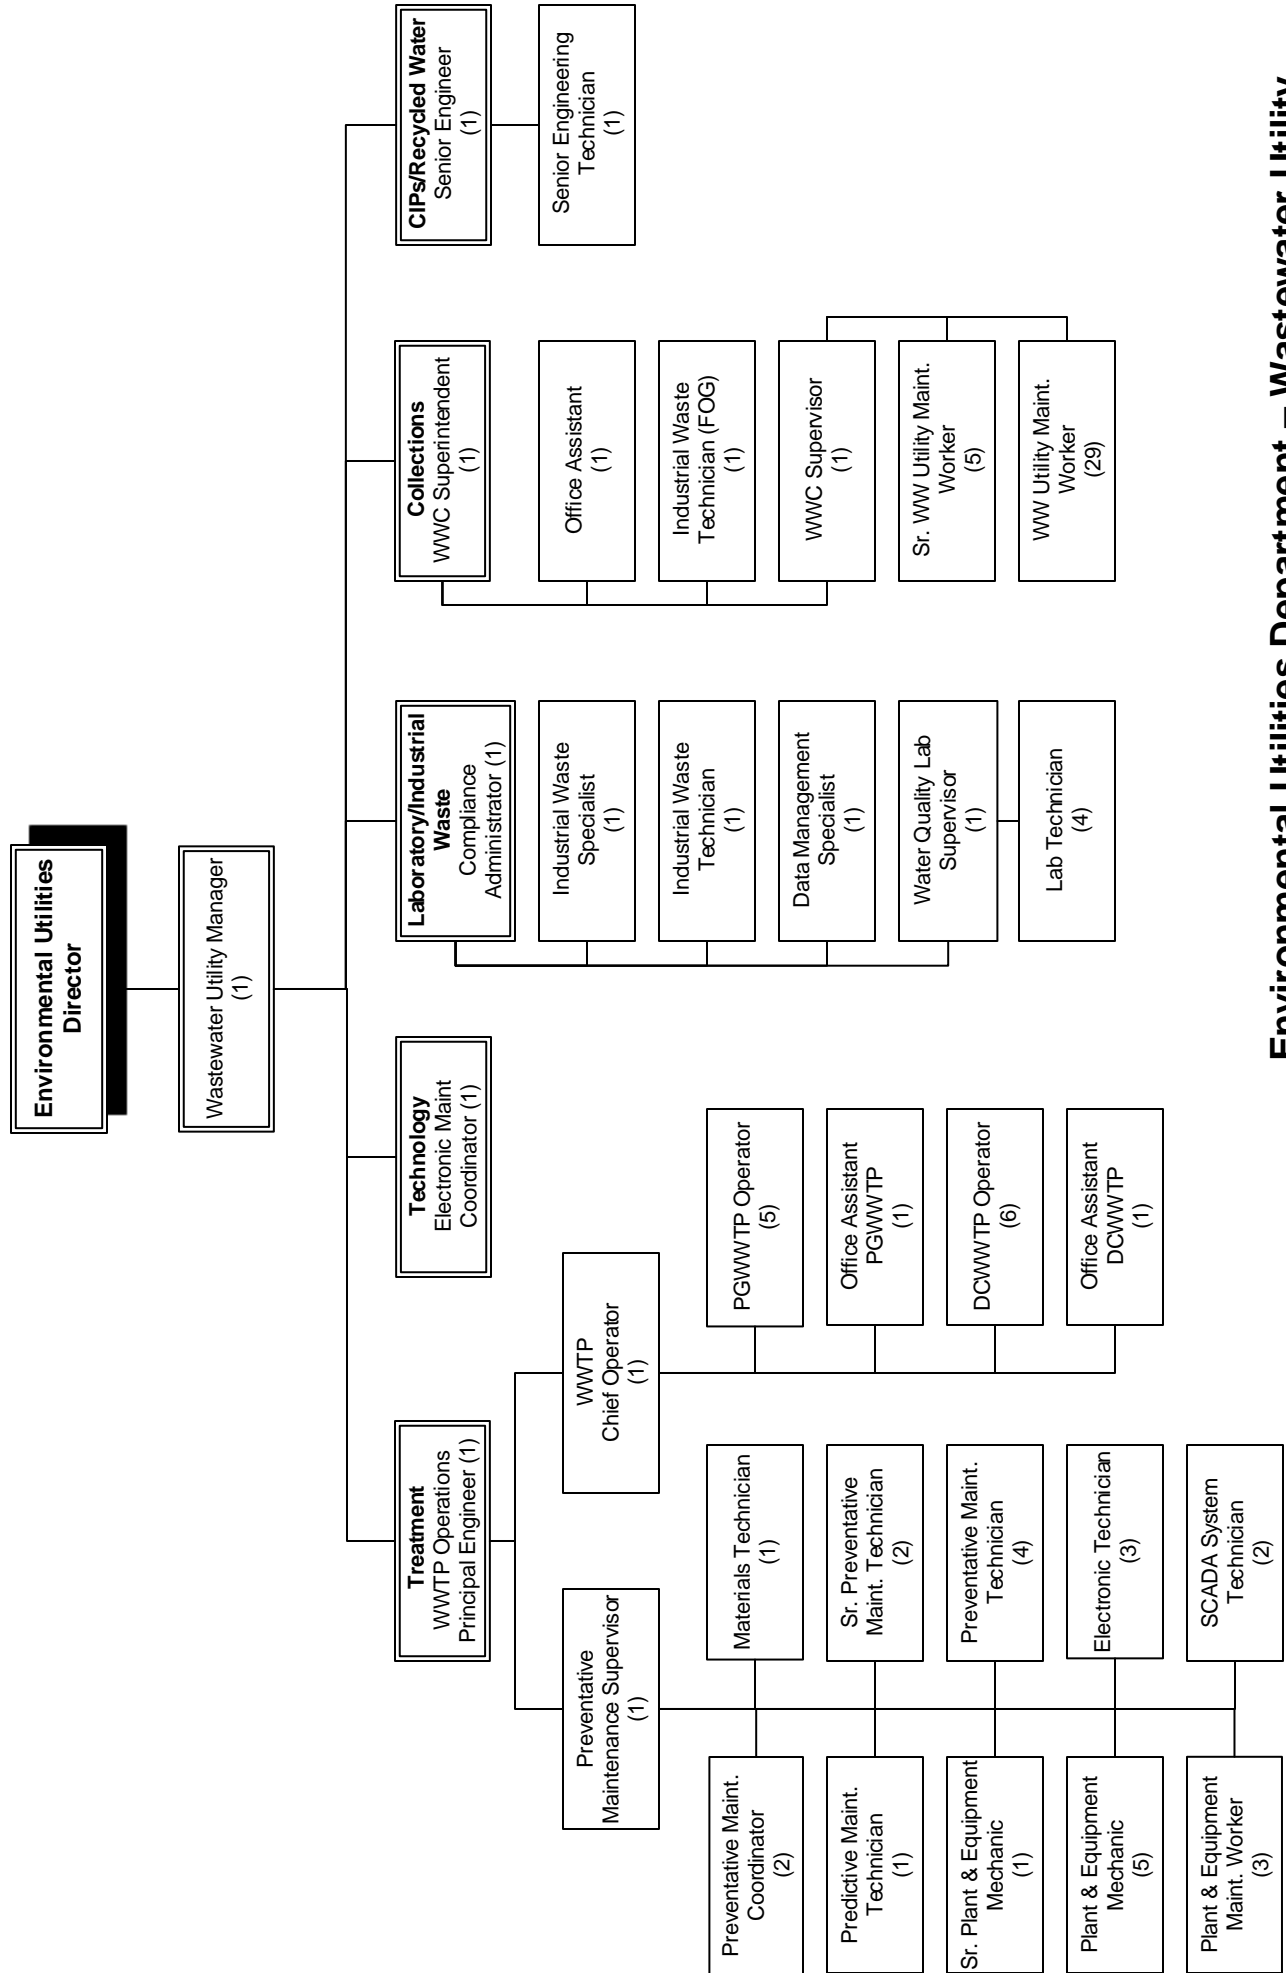 Environmental Utilities
Director
Wastewater Utility Manager
(1)
Treatment
WWTP Operations
Principal Engineer (1)
Technology
Electronic Maint
Coordinator (1)
Laboratory/Industrial
Waste
Compliance
Administrator (1)
Collections
WWC Superintendent
(1)
CIPs/Recycled Water
Senior Engineer
(1)
Preventative
Maintenance Supervisor
(1)
WWTP
Chief Operator
(1)
Preventative Maint.
Coordinator
(2)
Predictive Maint.
Technician
(1)
Sr. Plant & Equipment
Mechanic
(1)
Plant & Equipment
Mechanic
(5)
Plant & Equipment
Maint. Worker
(3)
Materials Technician
(1)
Sr. Preventative
Maint. Technician
(2)
Preventative Maint.
Technician
(4)
Electronic Technician
(3)
SCADA System
Technician
(2)
PGWWTP Operator
(5)
Office Assistant
PGWWTP
(1)
DCWWTP Operator
(6)
Office Assistant
DCWWTP
(1)
Industrial Waste
Specialist
(1)
Industrial Waste
Technician
(1)
Data Management
Specialist
(1)
Water Quality Lab
Supervisor
(1)
Lab Technician
(4)
Office Assistant
(1)
Industrial Waste
Technician (FOG)
(1)
WWC Supervisor
(1)
Sr. WW Utility Maint.
Worker
(5)
WW Utility Maint.
Worker
(29)
Senior Engineering
Technician
(1)
Environmental Utilities Department – Wastewater Utility